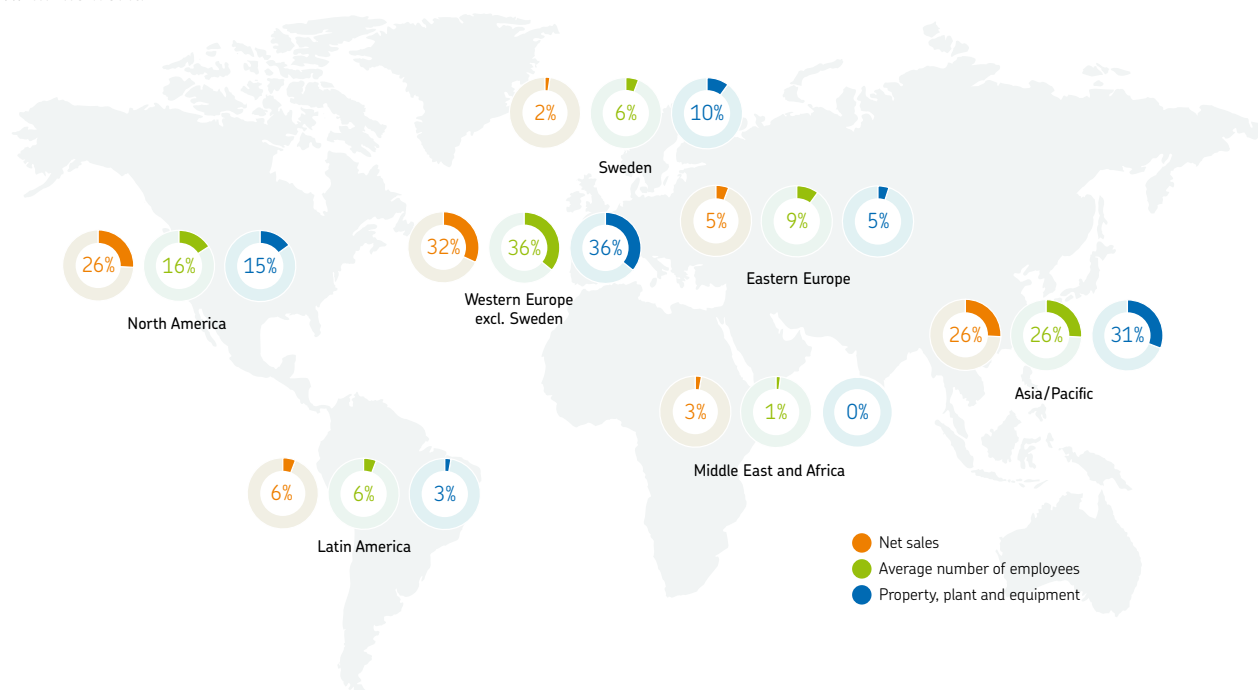 2%
6%
10%
Sweden
5%
9%
5%
Eastern Europe
32%
36%
36%
Western Europe
excl. Sweden
26%
16%
15%
North America
26%
26%
31%
Asia/Pacific
3%
1%
0%
Middle East and Africa
6%
6%
3%
Latin America
Net sales
Average number of employees
Property, plant and equipment